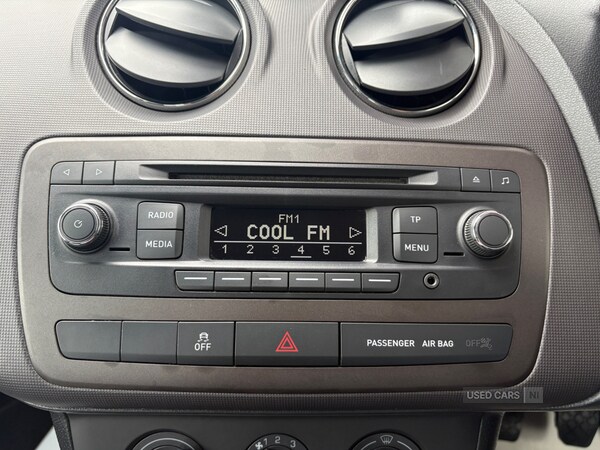 RADIO
MEDIA
FM1
COOL FM
1 2 3 4 5 6
TP
MENU
OFF
PASSENGER AIR BAG OFF
USED CARS NI